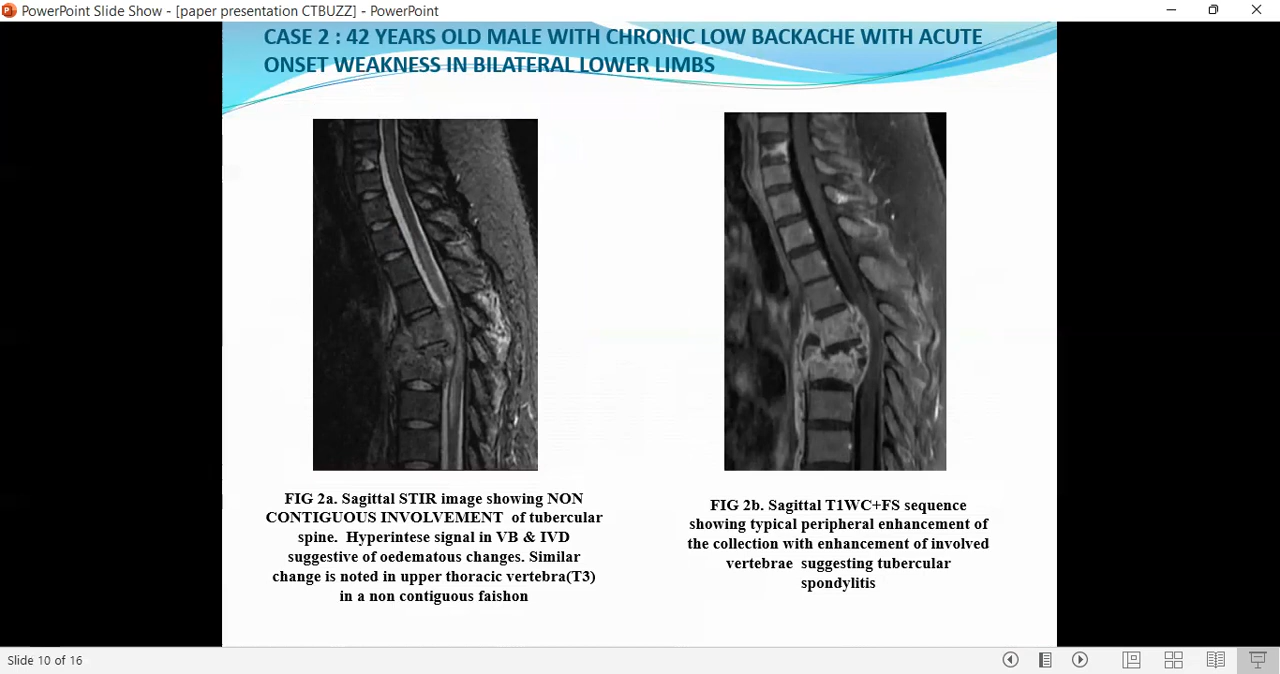 PowerPoint Slide Show - [paper presentation CTBUZZ] - PowerPoint
CASE 2 : 42 YEARS OLD MALE WITH CHRONIC LOW BACKACHE WITH ACUTE
ONSET WEAKNESS IN BILATERAL LOWER LIMBS
FIG 2a. Sagittal STIR image showing NON
CONTIGUOUS INVOLVEMENT of tubercular
spine. Hyperintese signal in VB & IVD
suggestive of oedematous changes. Similar
change is noted in upper thoracic vertebra(T3)
in a non contiguous faishon
FIG 2b. Sagittal T1WC+FS sequence
showing typical peripheral enhancement of
the collection with enhancement of involved
vertebrae suggesting tubercular
spondylitis
Slide 10 of 16